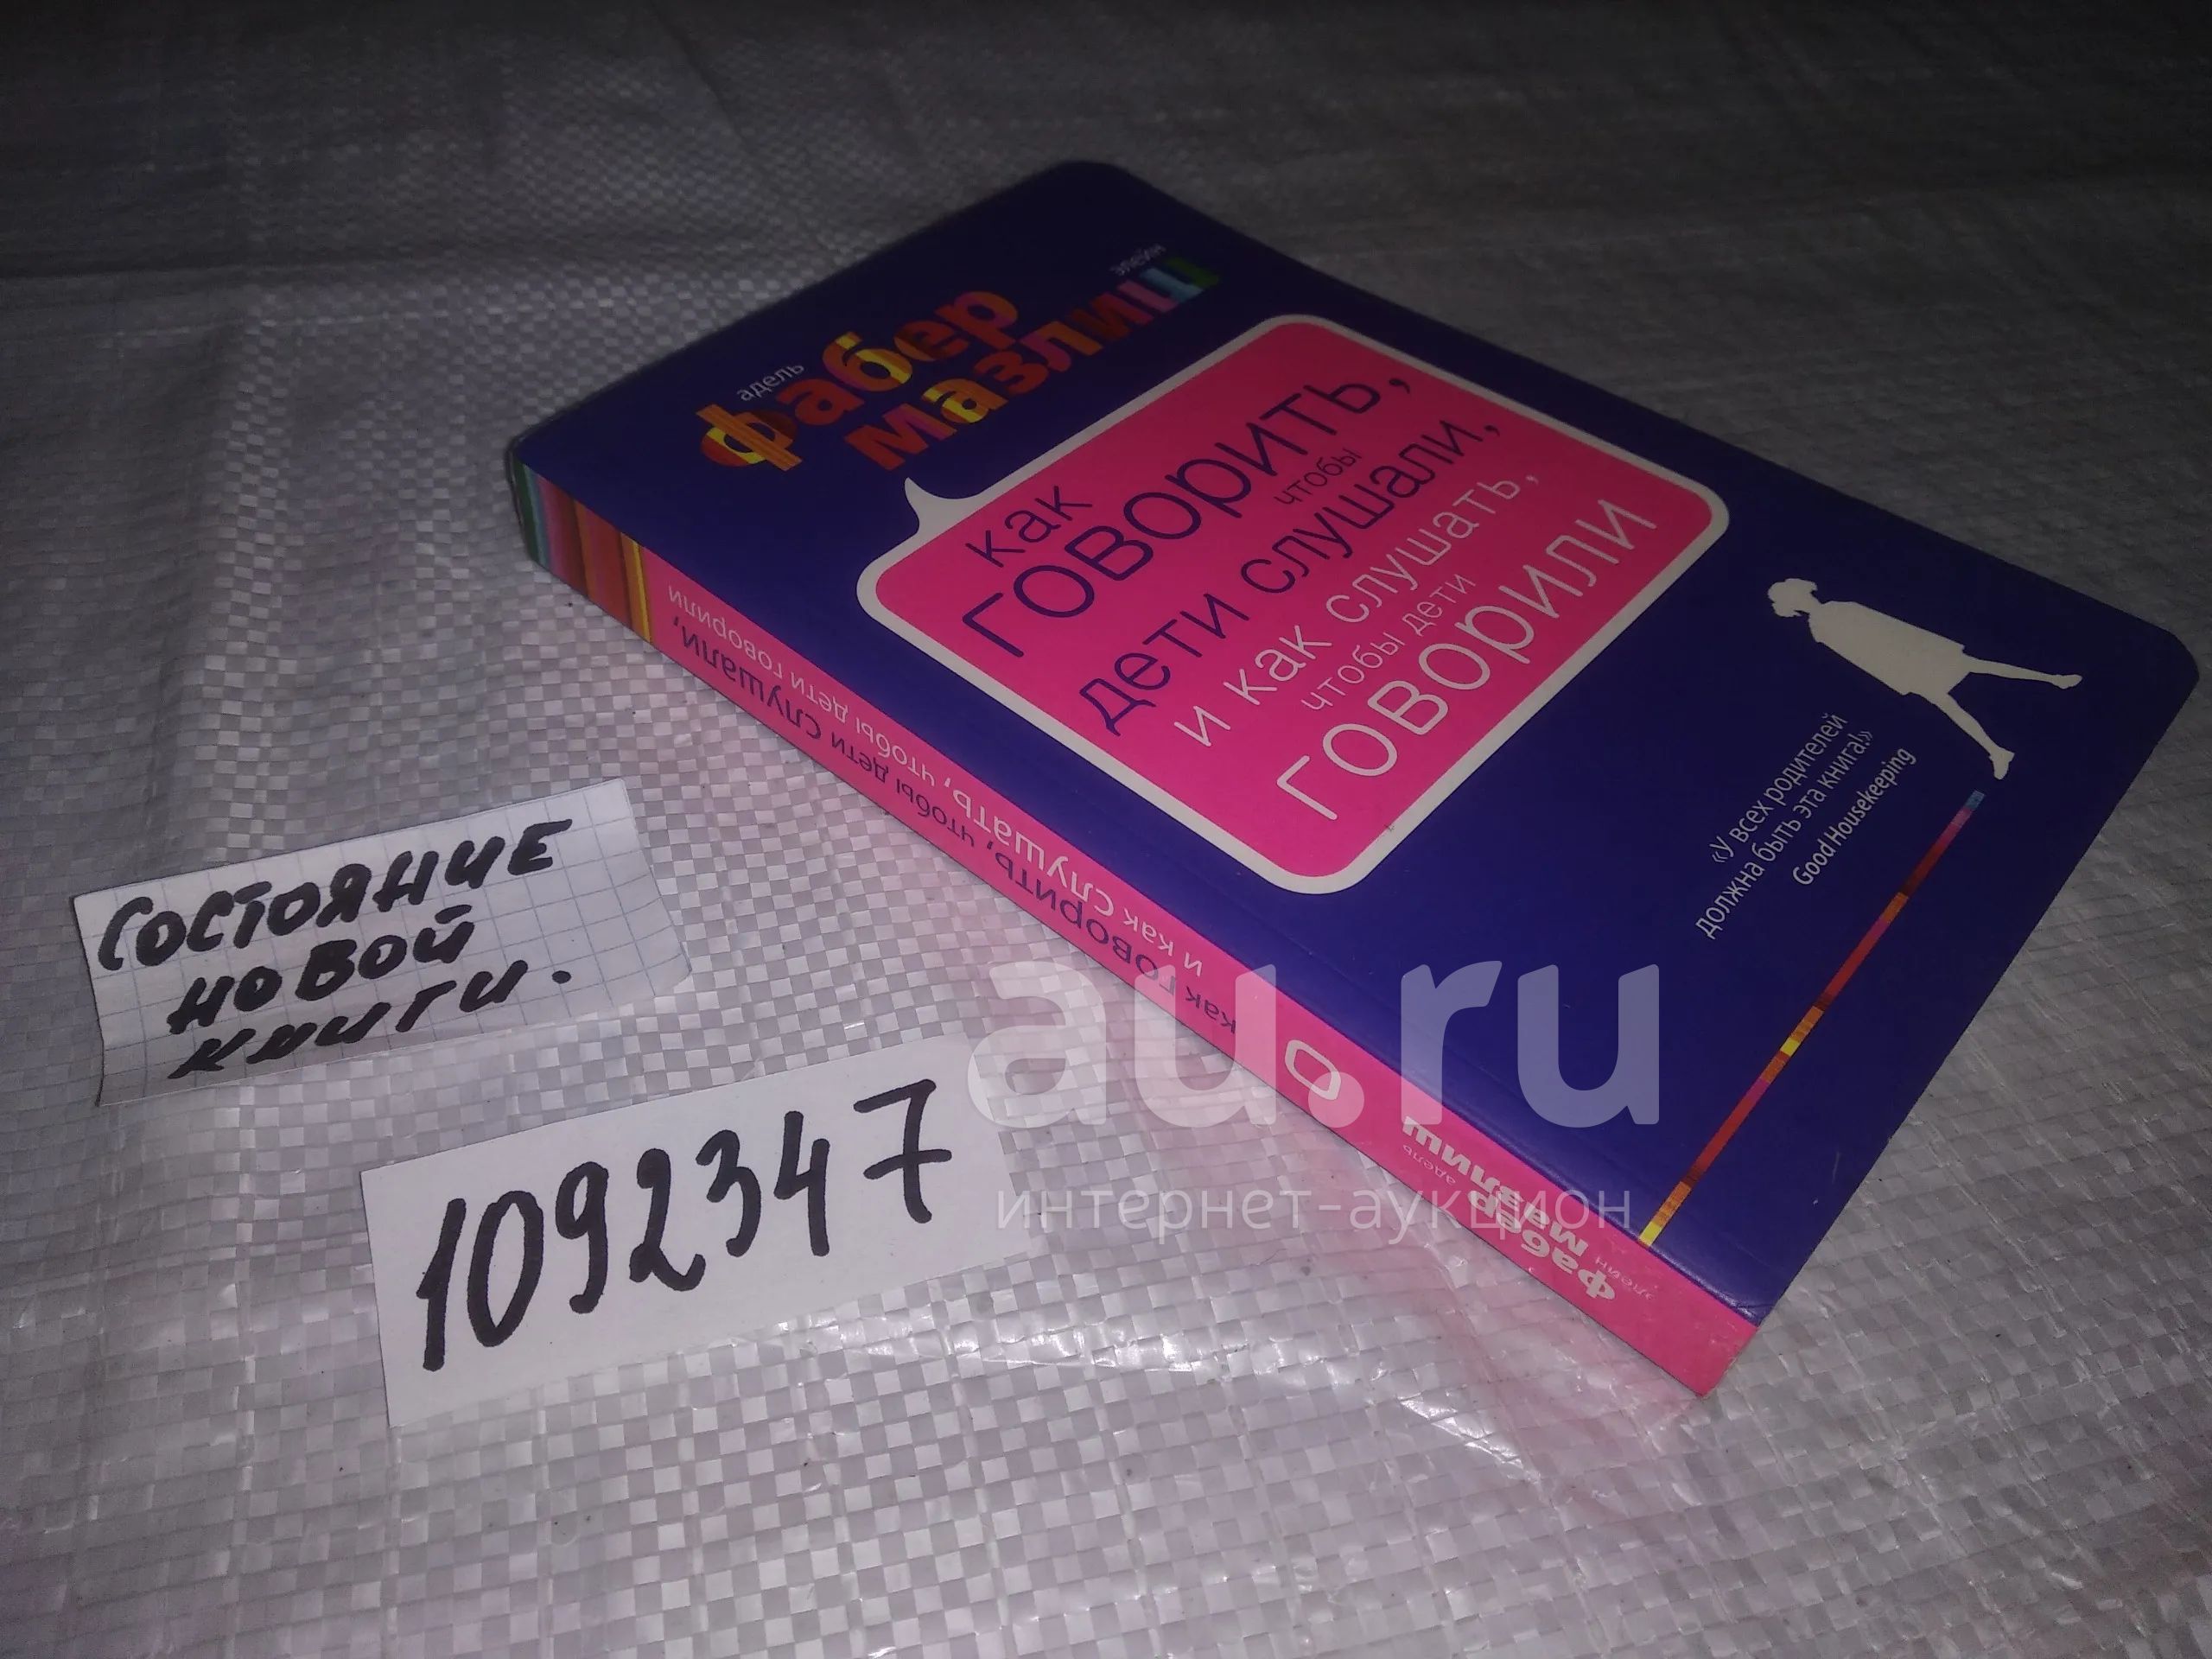 адель
Фабер
элейн
мазлиш
как
говорить,
чтобы
дети слушали,
и как слушать,
чтобы дети
говорили
«У всех родителей
должна быть эта книга!»
Good Housekeeping
как говорить, чтобы дети слушали,
и как слушать, чтобы дети говорили
адель
Фабер
элейн
мазлиш
Состояние
новой
книги.
1092347
au.ru
интернет-аукцион